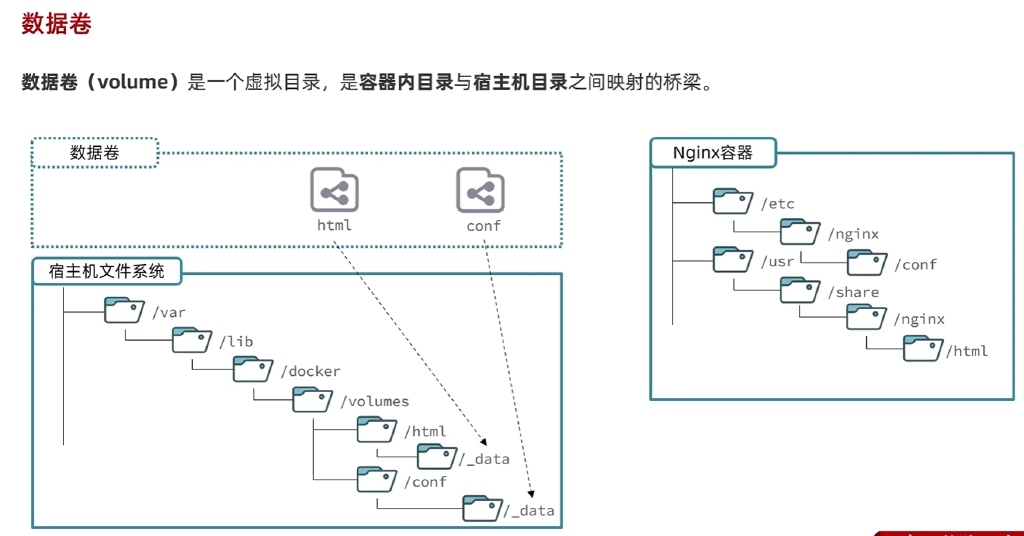 数据卷
数据卷（volume）是一个虚拟目录，是容器内目录与宿主机目录之间映射的桥梁。
数据卷
html
conf
宿主机文件系统
/var
/lib
/docker
/volumes
/html
/_data
/conf
/_data
Nginx容器
/etc
/nginx
/conf
/usr
/share
/nginx
/html